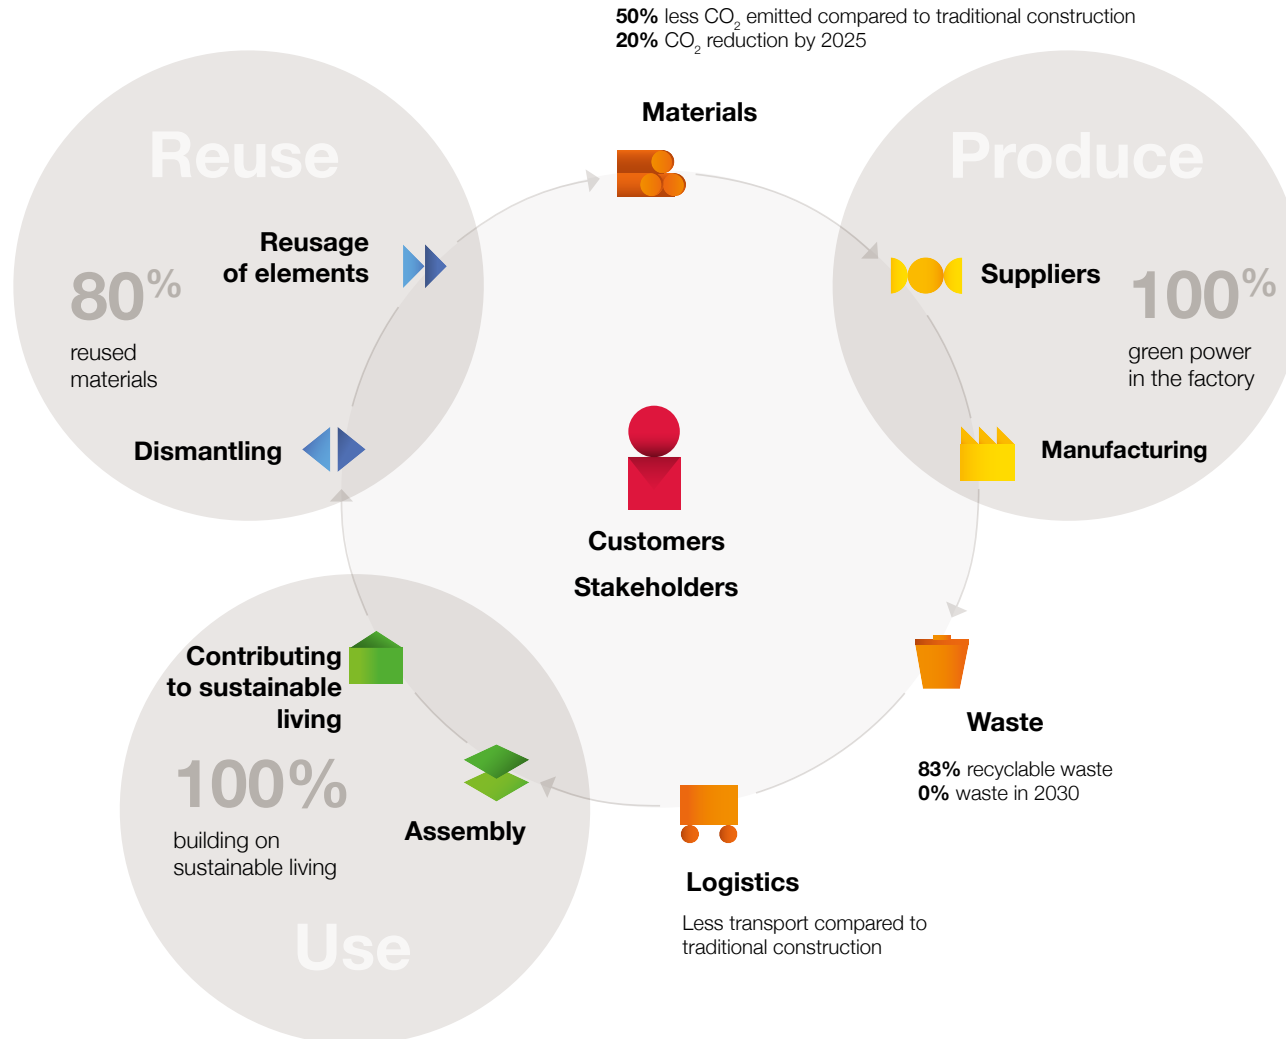 50% less CO₂ emitted compared to traditional construction
20% CO₂ reduction by 2025
Materials
Reuse
Produce
Reusage
of elements
80%
reused
materials
Suppliers
100%
green power
in the factory
Dismantling
Manufacturing
Customers
Stakeholders
Contributing
to sustainable
living
100%
building on
sustainable living
Assembly
Use
Waste
83% recyclable waste
0% waste in 2030
Logistics
Less transport compared to
traditional construction